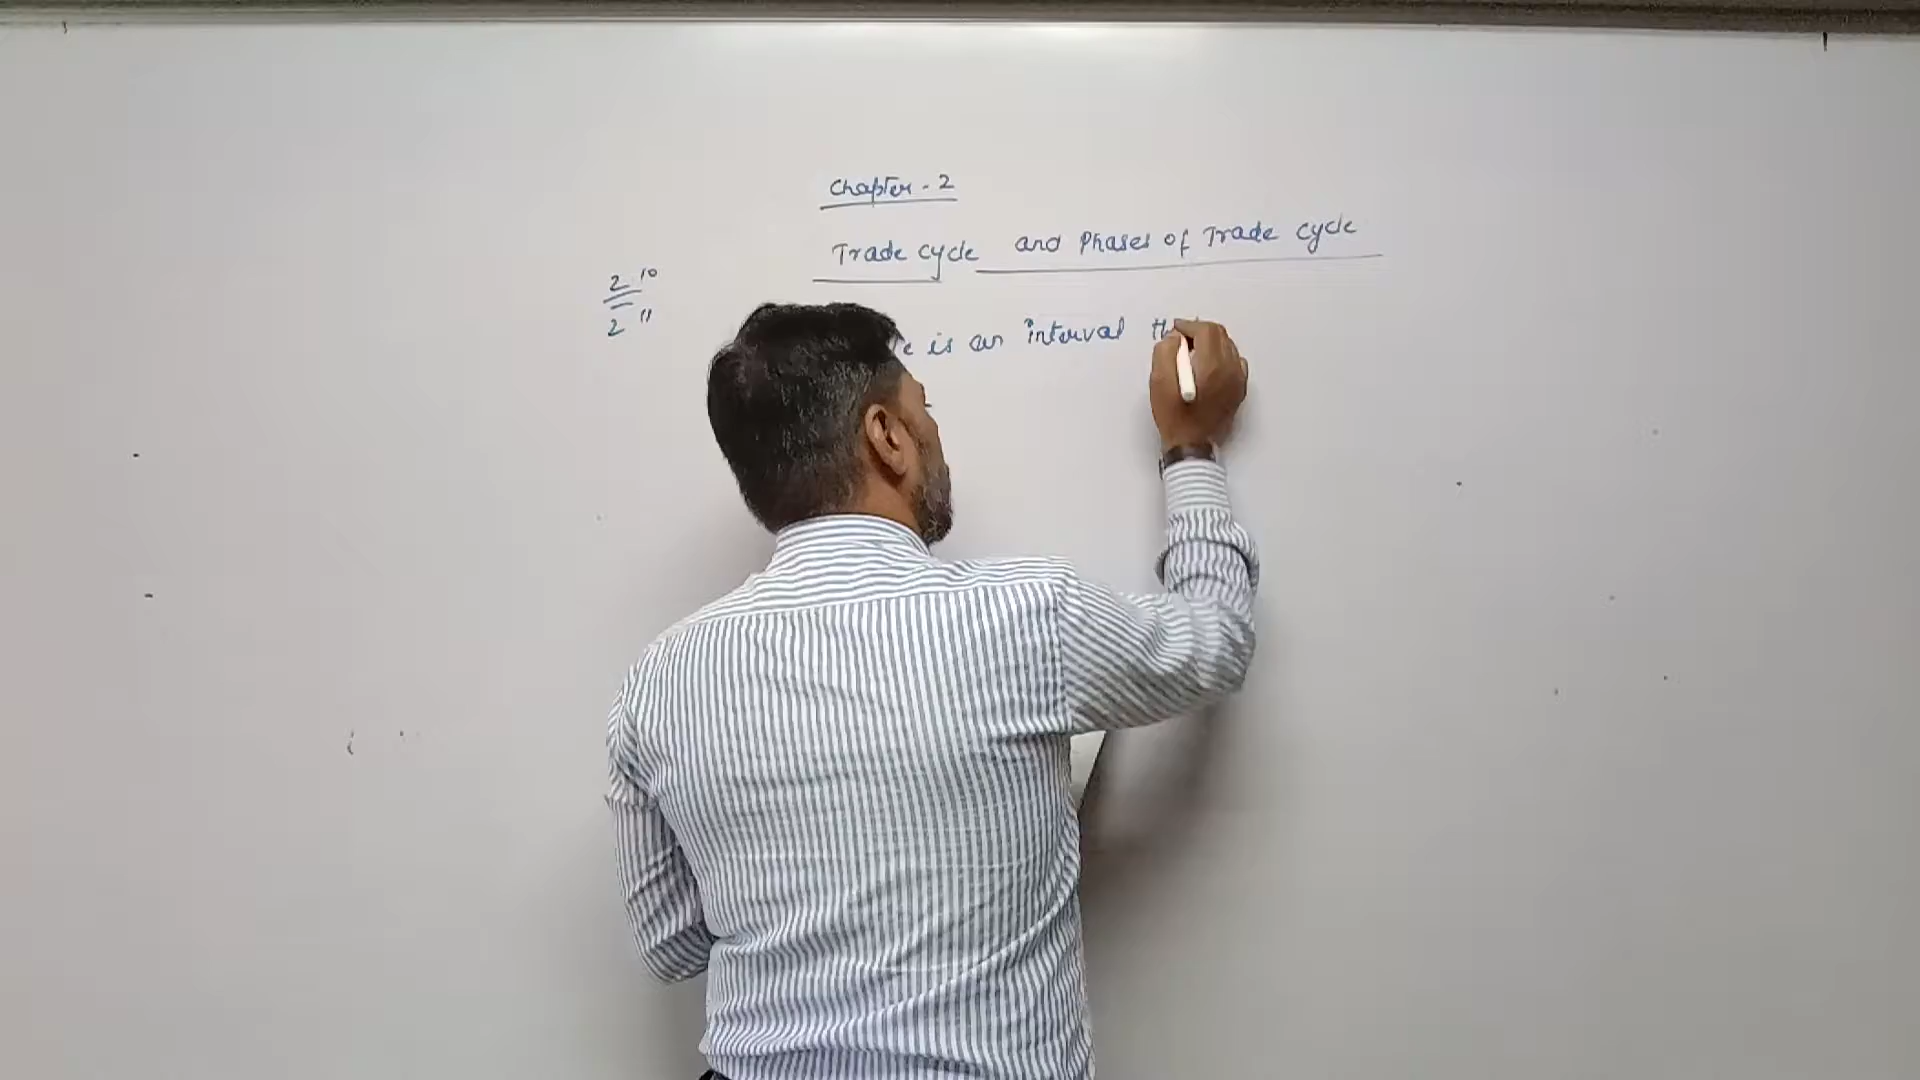 Chapter - 2
Trade cycle and Phases of Trade cycle
2 10
2 11
is an interval